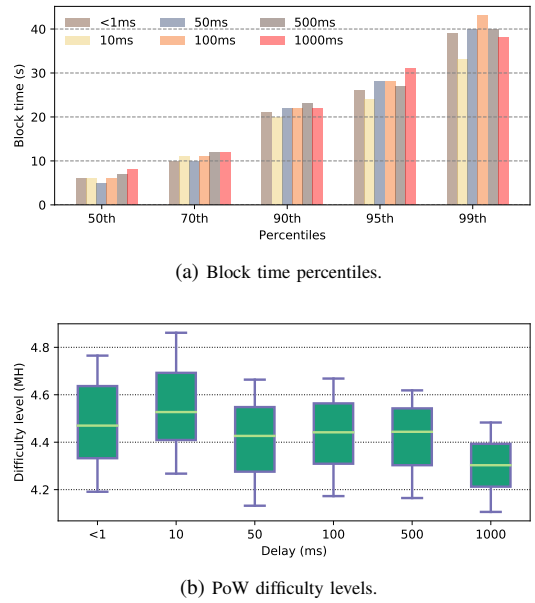 <1ms 50ms 500ms
10ms 100ms 1000ms
40
30
20
10
0
Block time (s)
50th 70th 90th 95th 99th
Percentiles
(a) Block time percentiles.
4.8
4.6
4.4
4.2
Difficulty level (MH)
<1 10 50 100 500 1000
Delay (ms)
(b) PoW difficulty levels.